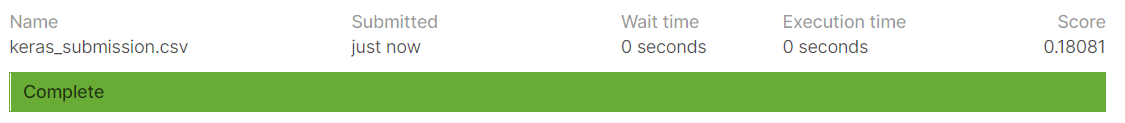 Name Submitted Wait time Execution time Score
keras_submission.csv just now 0 seconds 0 seconds 0.18081
Complete